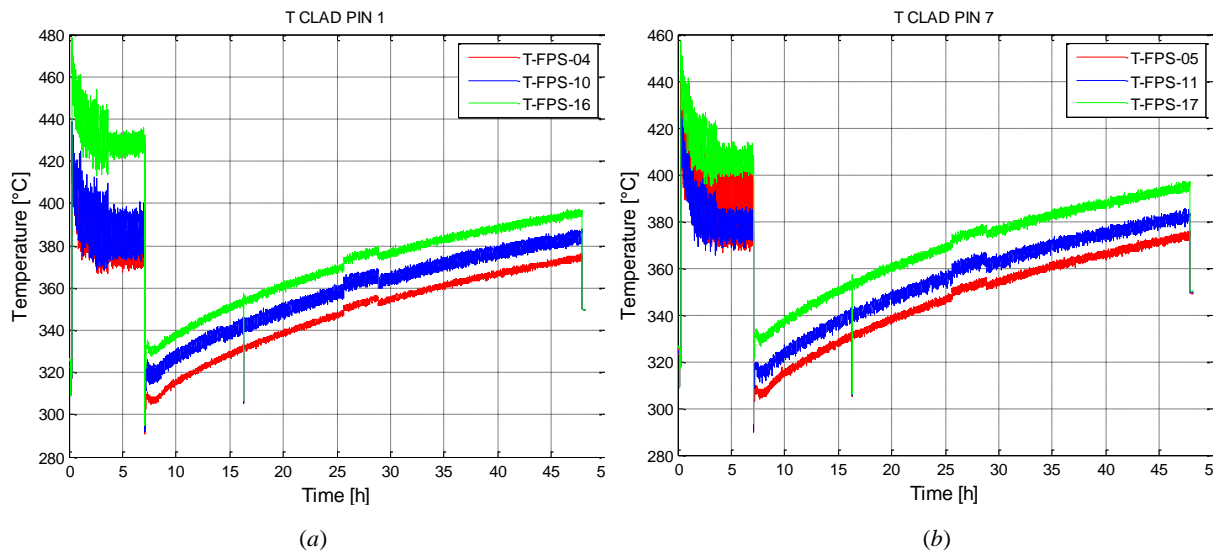 T CLAD PIN 1
480
460
440
420
400
380
360
340
320
300
280
Temperature [°C]
T-FPS-04
T-FPS-10
T-FPS-16
0 5 10 15 20 25 30 35 40 45 5
Time [h]
(a)
T CLAD PIN 7
460
440
420
400
380
360
340
320
300
280
260
Temperature [°C]
T-FPS-05
T-FPS-11
T-FPS-17
0 5 10 15 20 25 30 35 40 45 5
Time [h]
(b)